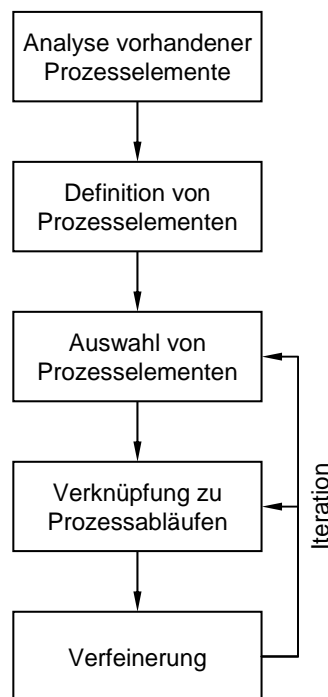 Analyse vorhandener
Prozesselemente
Definition von
Prozesselementen
Auswahl von
Prozesselementen
Verknüpfung zu
Prozessabläufen
Iteration
Verfeinerung